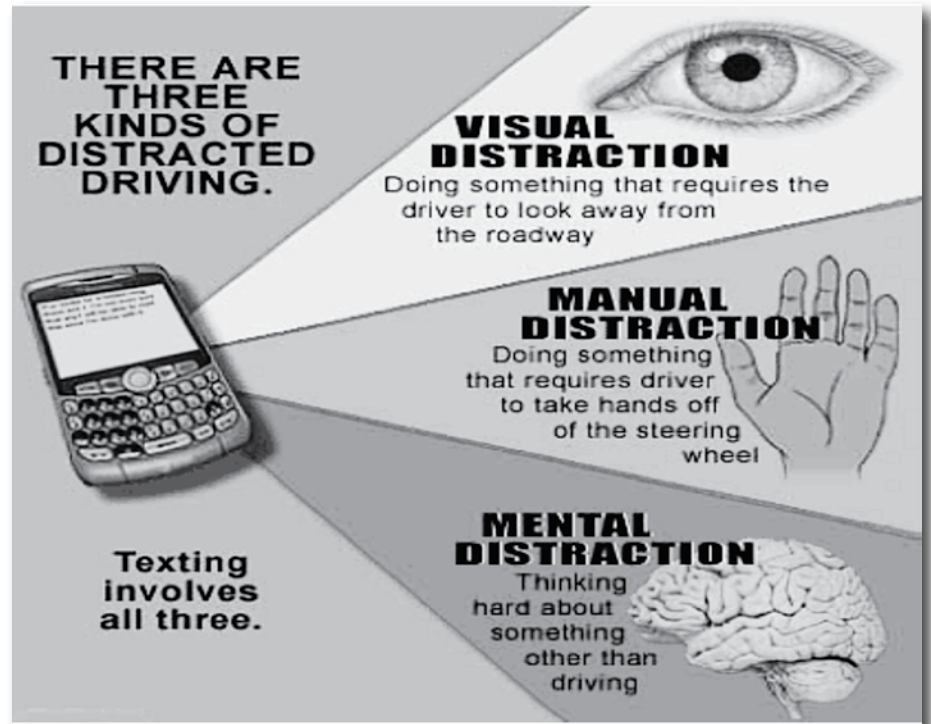 THERE ARE
THREE
KINDS OF
DISTRACTED
DRIVING.
VISUAL
DISTRACTION
Doing something that requires the
driver to look away from
the roadway
MANUAL
DISTRACTION
Doing something
that requires driver
to take hands off
of the steering
wheel
MENTAL
DISTRACTION
Thinking
hard about
something
other than
driving
Texting
involves
all three.